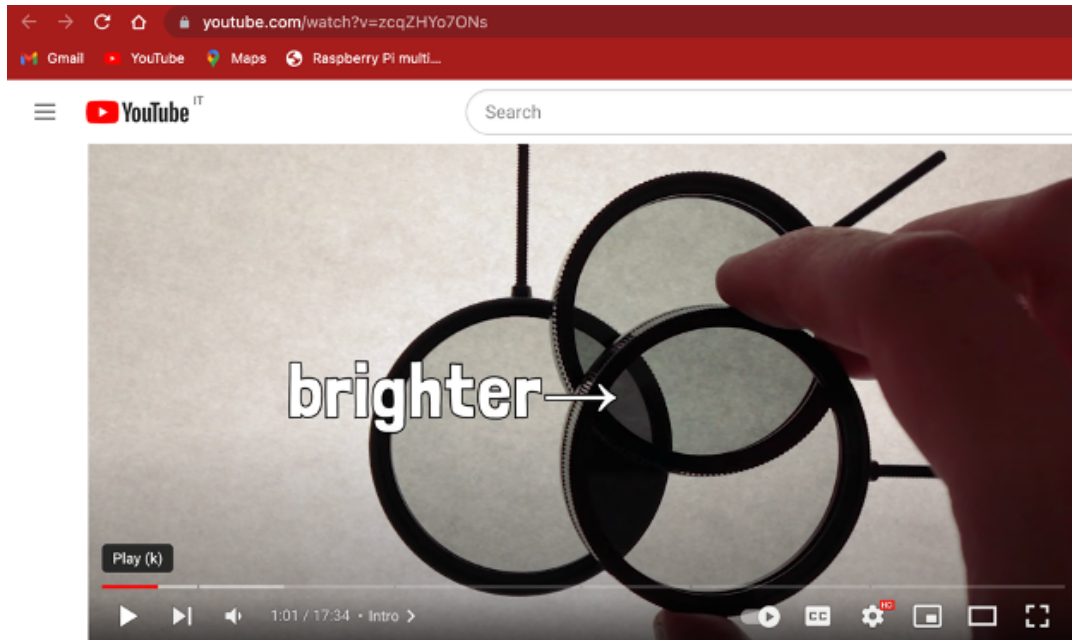 youtube.com/watch?v=zcqZHYo7ONs
Gmail YouTube Maps Raspberry Pi multi...
YouTube IT
Search
brighter→
Play (k)
1:01 / 17:34 • Intro >
CC HD